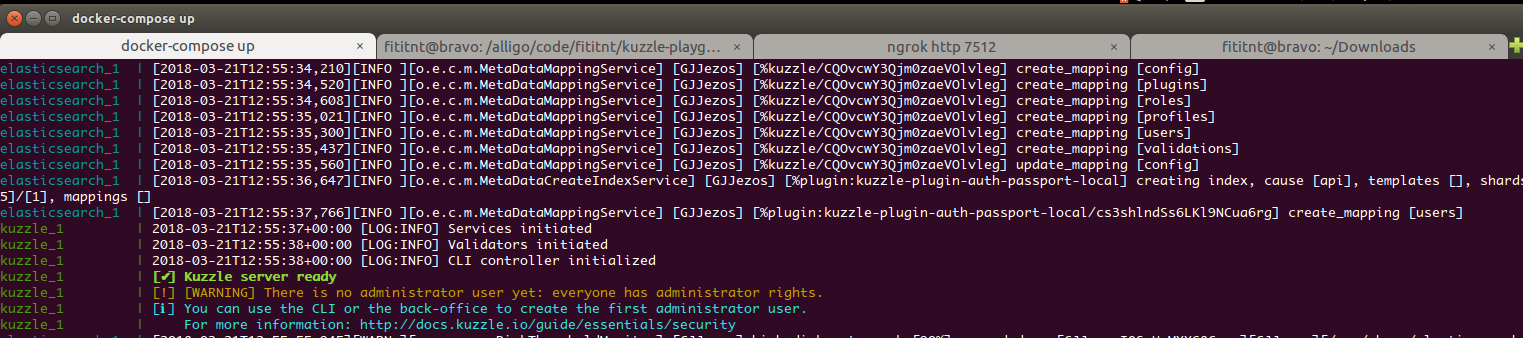 docker-compose up
docker-compose up × fititnt@bravo: /alligo/code/fititnt/kuzzle-playg... × ngrok http 7512 × fititnt@bravo: ~/Downloads ×
elasticsearch_1 | [2018-03-21T12:55:34,210][INFO ][o.e.c.m.MetaDataMappingService] [GJJezos] [%kuzzle/CQOvcwY3Qjm0zaeVOlvleg] create_mapping [config]
elasticsearch_1 | [2018-03-21T12:55:34,520][INFO ][o.e.c.m.MetaDataMappingService] [GJJezos] [%kuzzle/CQOvcwY3Qjm0zaeVOlvleg] create_mapping [plugins]
elasticsearch_1 | [2018-03-21T12:55:34,608][INFO ][o.e.c.m.MetaDataMappingService] [GJJezos] [%kuzzle/CQOvcwY3Qjm0zaeVOlvleg] create_mapping [roles]
elasticsearch_1 | [2018-03-21T12:55:35,021][INFO ][o.e.c.m.MetaDataMappingService] [GJJezos] [%kuzzle/CQOvcwY3Qjm0zaeVOlvleg] create_mapping [profiles]
elasticsearch_1 | [2018-03-21T12:55:35,300][INFO ][o.e.c.m.MetaDataMappingService] [GJJezos] [%kuzzle/CQOvcwY3Qjm0zaeVOlvleg] create_mapping [users]
elasticsearch_1 | [2018-03-21T12:55:35,437][INFO ][o.e.c.m.MetaDataMappingService] [GJJezos] [%kuzzle/CQOvcwY3Qjm0zaeVOlvleg] create_mapping [validations]
elasticsearch_1 | [2018-03-21T12:55:35,560][INFO ][o.e.c.m.MetaDataMappingService] [GJJezos] [%kuzzle/CQOvcwY3Qjm0zaeVOlvleg] update_mapping [config]
elasticsearch_1 | [2018-03-21T12:55:36,647][INFO ][o.e.c.m.MetaDataCreateIndexService] [GJJezos] [%plugin:kuzzle-plugin-auth-passport-local] creating index, cause [api], templates [], shards
5]/[1], mappings []
elasticsearch_1 | [2018-03-21T12:55:37,766][INFO ][o.e.c.m.MetaDataMappingService] [GJJezos] [%plugin:kuzzle-plugin-auth-passport-local/cs3shlndSs6LKl9NCua6rg] create_mapping [users]
kuzzle_1 | 2018-03-21T12:55:37+00:00 [LOG:INFO] Services initiated
kuzzle_1 | 2018-03-21T12:55:38+00:00 [LOG:INFO] Validators initiated
kuzzle_1 | 2018-03-21T12:55:38+00:00 [LOG:INFO] CLI controller initialized
kuzzle_1 | [✔] Kuzzle server ready
kuzzle_1 | [!] [WARNING] There is no administrator user yet: everyone has administrator rights.
kuzzle_1 | [ℹ] You can use the CLI or the back-office to create the first administrator user.
kuzzle_1 | For more information: http://docs.kuzzle.io/guide/essentials/security